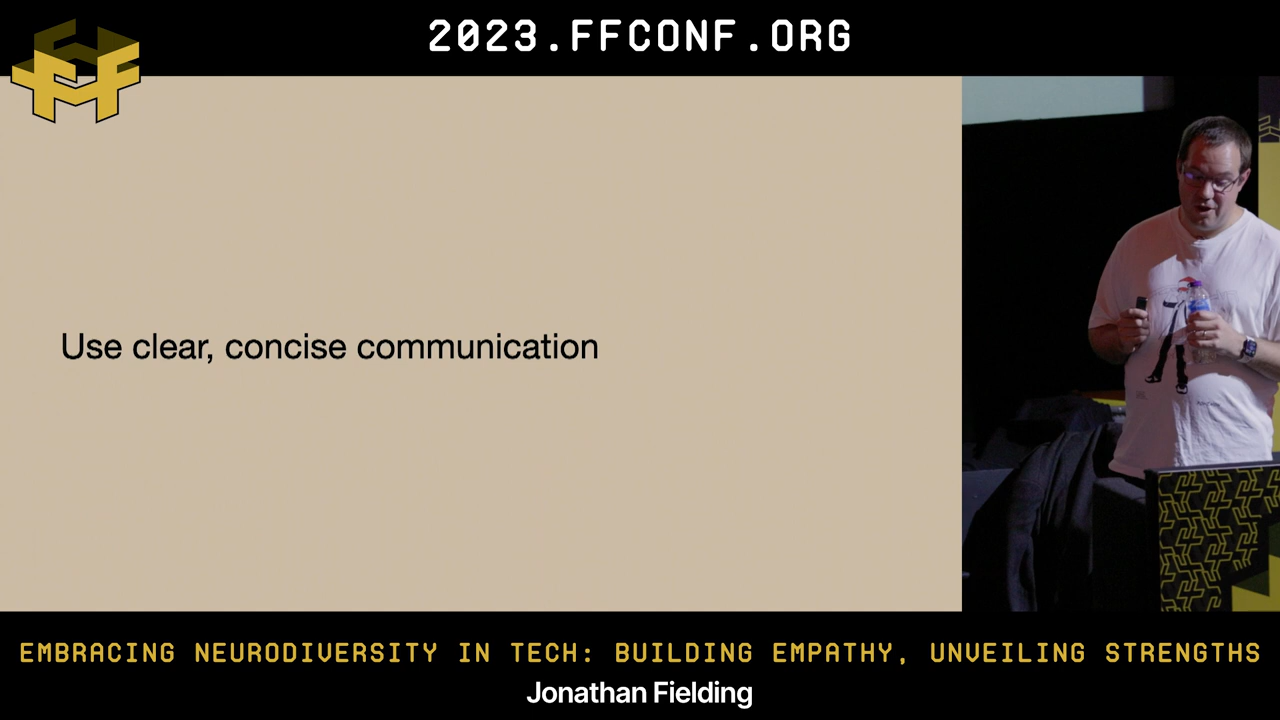 2023.FFCONF.ORG
Use clear, concise communication
EMBRACING NEURODIVERSITY IN TECH: BUILDING EMPATHY, UNVEILING STRENGTHS
Jonathan Fielding